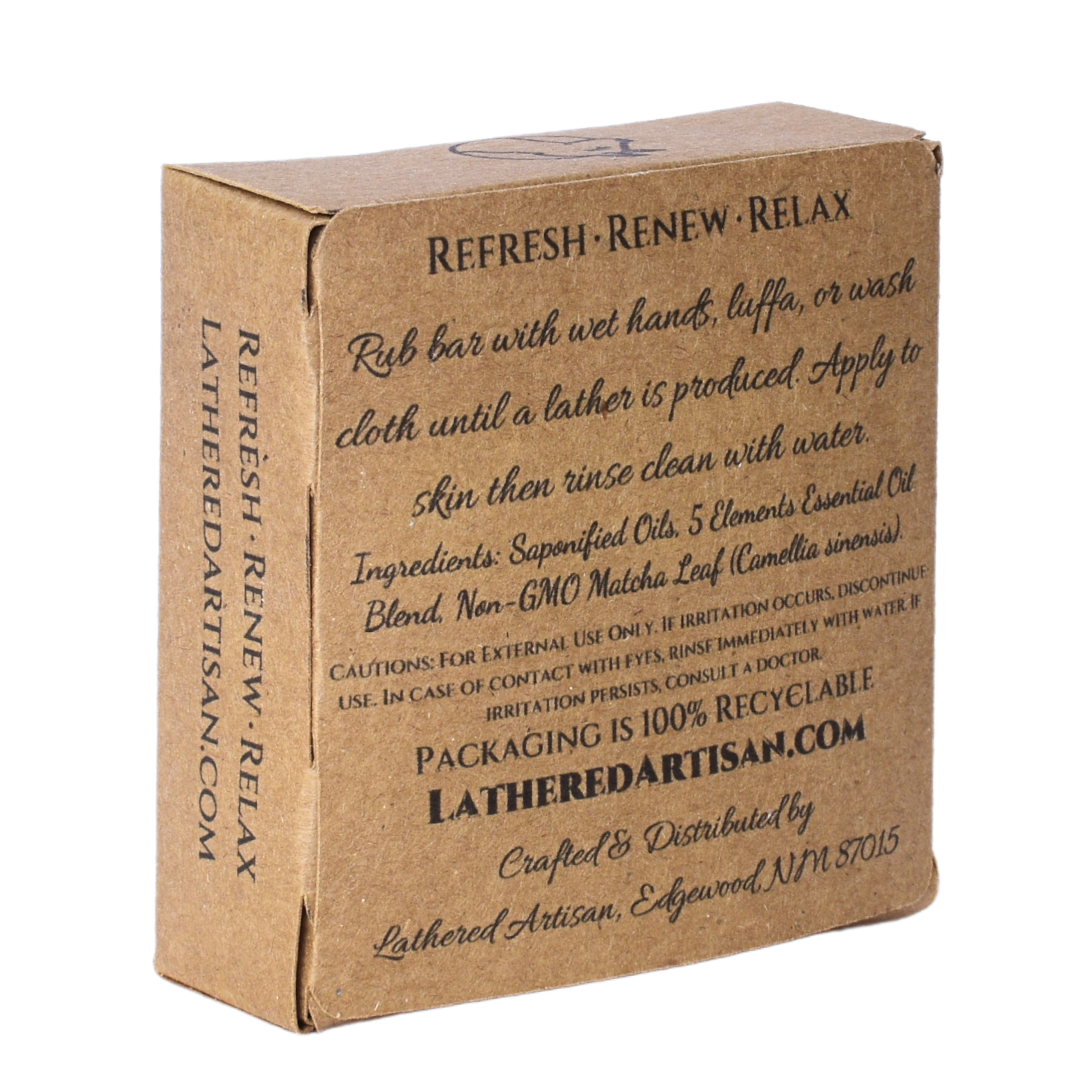 Refresh · Renew · Relax
Rub bar with wet hands, luffa, or wash
cloth until a lather is produced. Apply to
skin then rinse clean with water.
Ingredients: Saponified Oils, 5 Elements Essential Oil
Blend, Non-GMO Matcha Leaf (Camellia sinensis).
Cautions: For External Use Only. If irritation occurs, discontinue
use. In case of contact with eyes, rinse immediately with water. If
irritation persists, consult a doctor.
Packaging is 100% Recyclable
LatheredArtisan.com
Crafted & Distributed by
Lathered Artisan, Edgewood, NM 87015
Refresh · Renew · Relax
LatheredArtisan.com